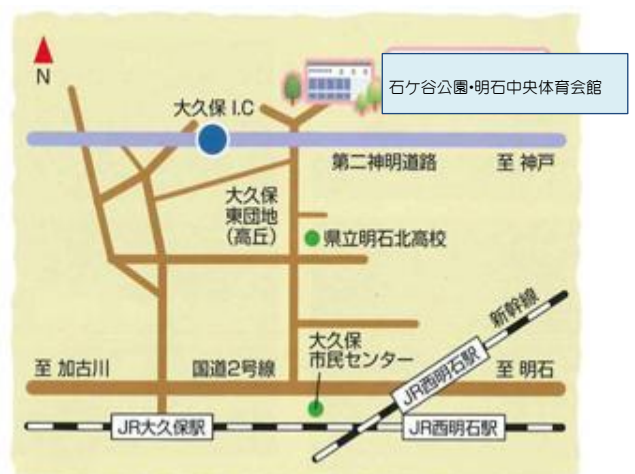 N
石ケ谷公園・明石中央体育会館
大久保 I.C
第二神明道路
至 神戸
大久保
東団地
(高丘)
県立明石北高校
新幹線
大久保
市民センター
至 加古川
国道2号線
至 明石
JR西明石駅
JR大久保駅
JR西明石駅